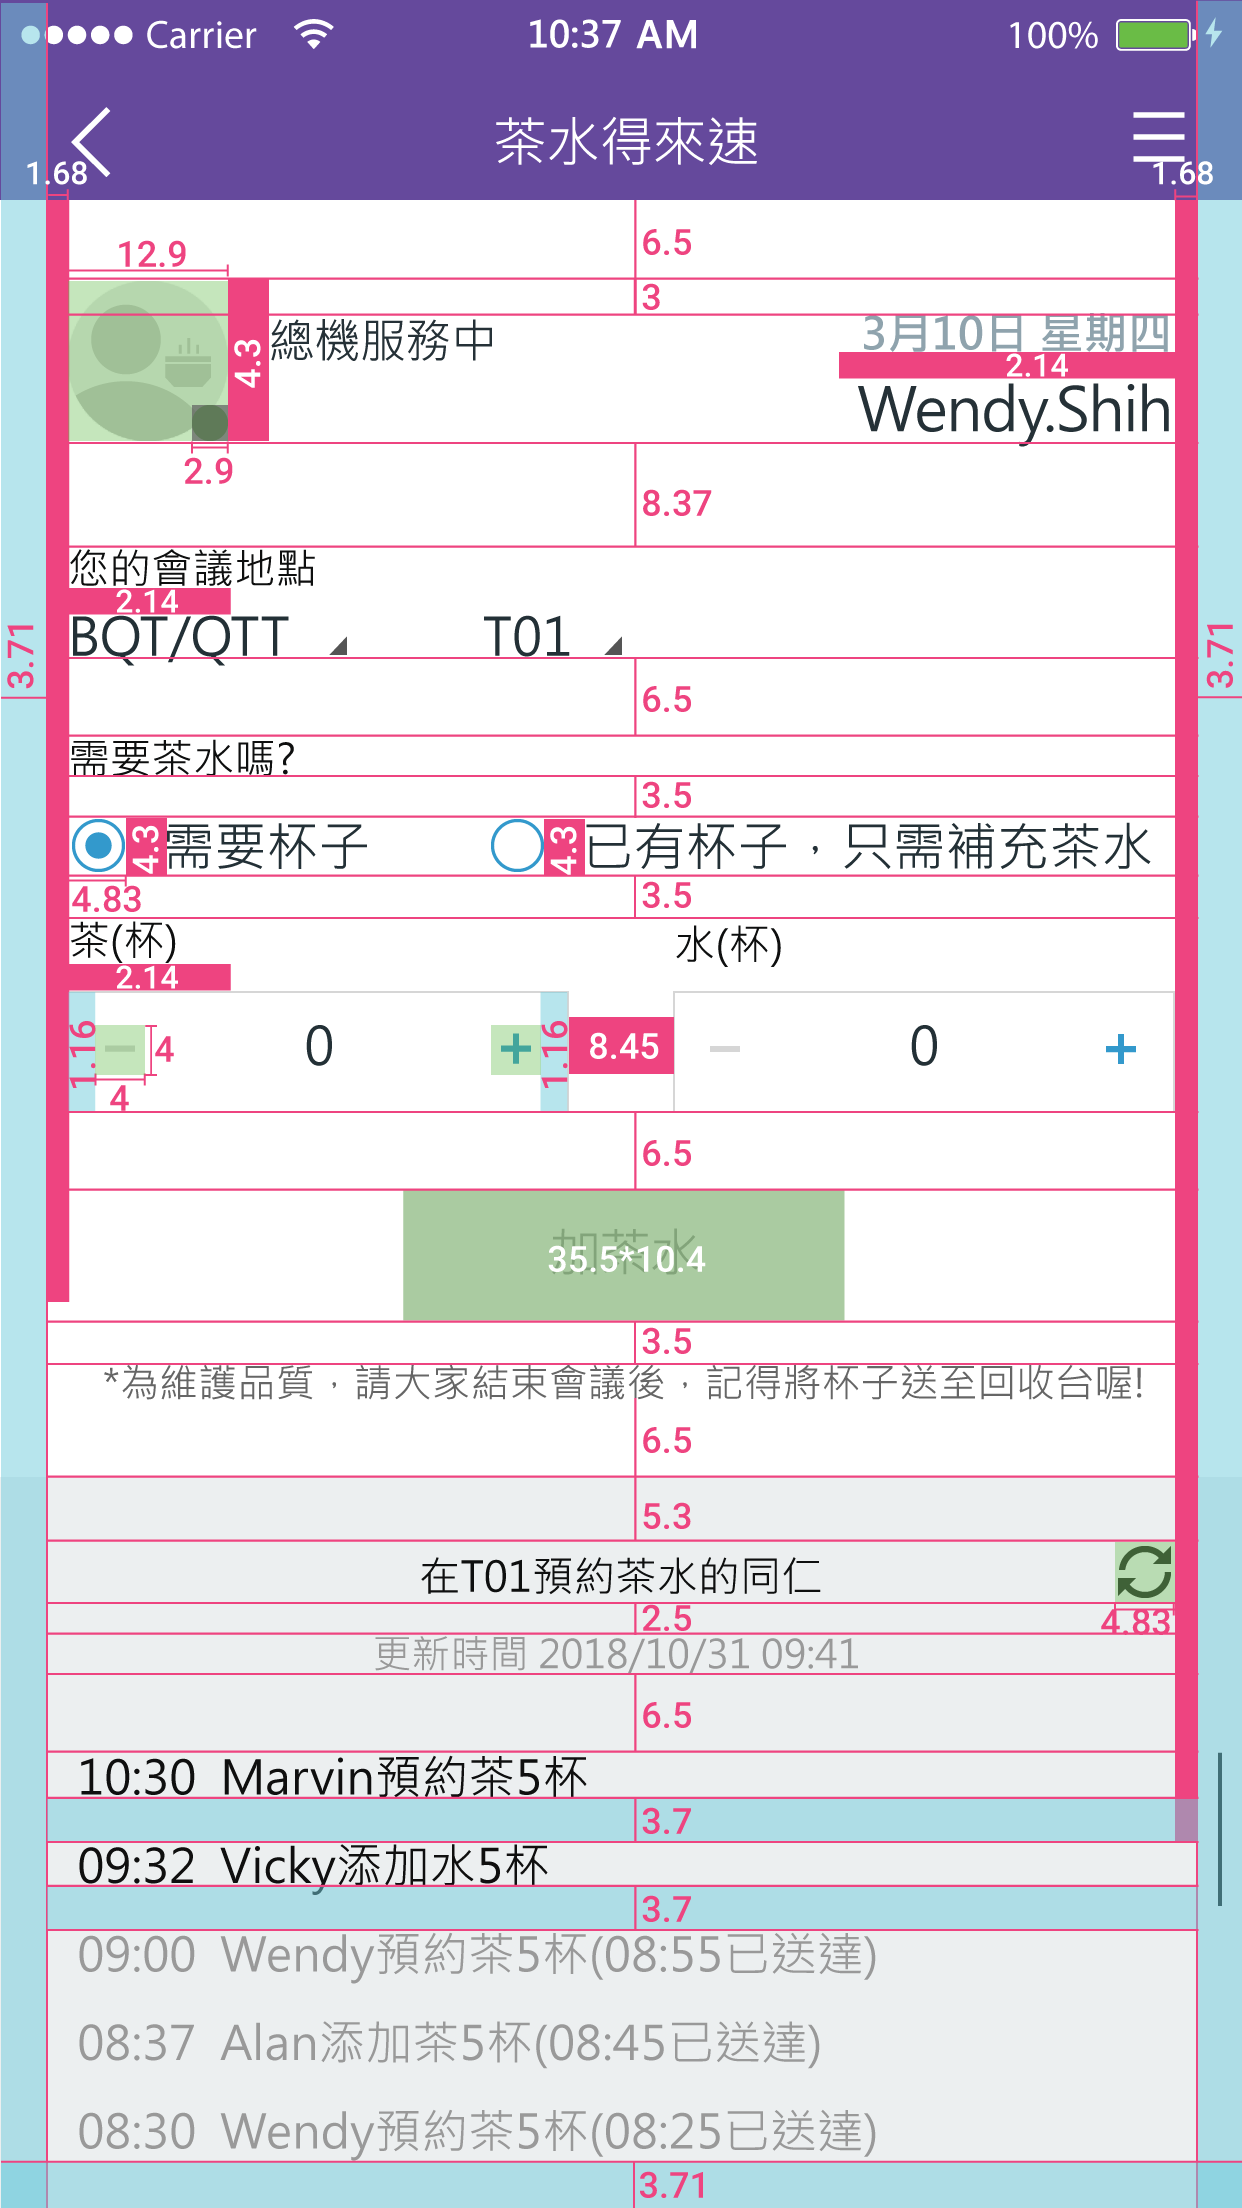 Carrier 10:37 AM 100%
茶水得來速
1.68 1.68
6.5
12.9
3
總機服務中 3月10日 星期四
4.3 2.14
Wendy.Shih
2.9
8.37
您的會議地點
2.14
BQT/QTT T01
3.71 3.71
6.5
需要茶水嗎?
3.5
4.3 需要杯子 4.3 已有杯子，只需補充茶水
4.83 3.5
茶(杯) 水(杯)
2.14
1.16 − 4 0 + 1.16 8.45 − 0 +
4
6.5
加茶水
35.5*10.4
3.5
*為維護品質，請大家結束會議後，記得將杯子送至回收台喔!
6.5
5.3
在T01預約茶水的同仁
2.5 4.83
更新時間 2018/10/31 09:41
6.5
10:30 Marvin預約茶5杯
3.7
09:32 Vicky添加水5杯
3.7
09:00 Wendy預約茶5杯(08:55已送達)
08:37 Alan添加茶5杯(08:45已送達)
08:30 Wendy預約茶5杯(08:25已送達)
3.71